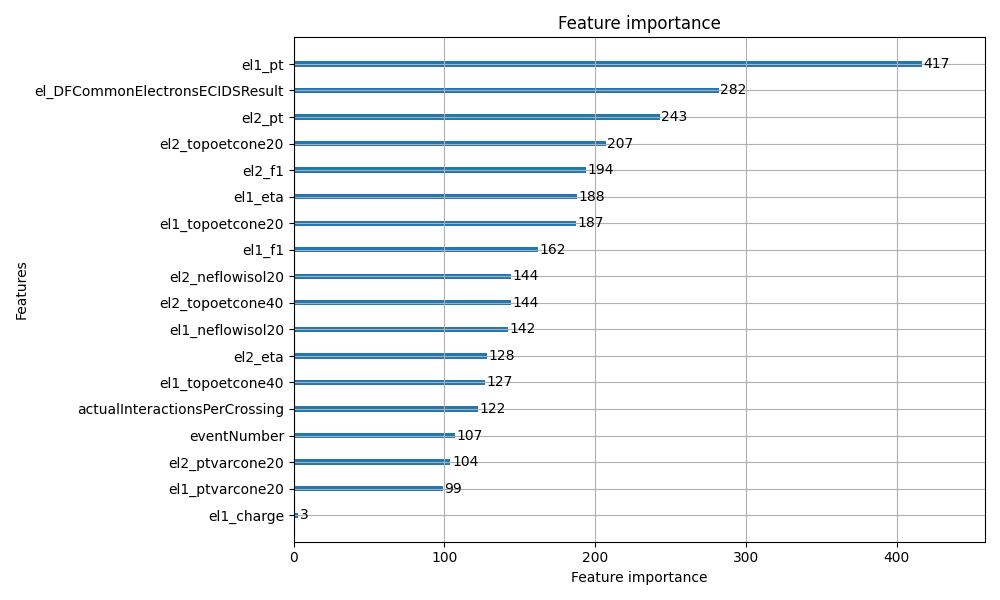 Feature importance
el1_pt 417
el_DFCommonElectronsECIDSResult 282
el2_pt 243
el2_topoetcone20 207
el2_f1 194
el1_eta 188
el1_topoetcone20 187
el1_f1 162
el2_neflowisol20 144
el2_topoetcone40 144
el1_neflowisol20 142
el2_eta 128
el1_topoetcone40 127
actualInteractionsPerCrossing 122
eventNumber 107
el2_ptvarcone20 104
el1_ptvarcone20 99
el1_charge 3
Features
0 100 200 300 400
Feature importance